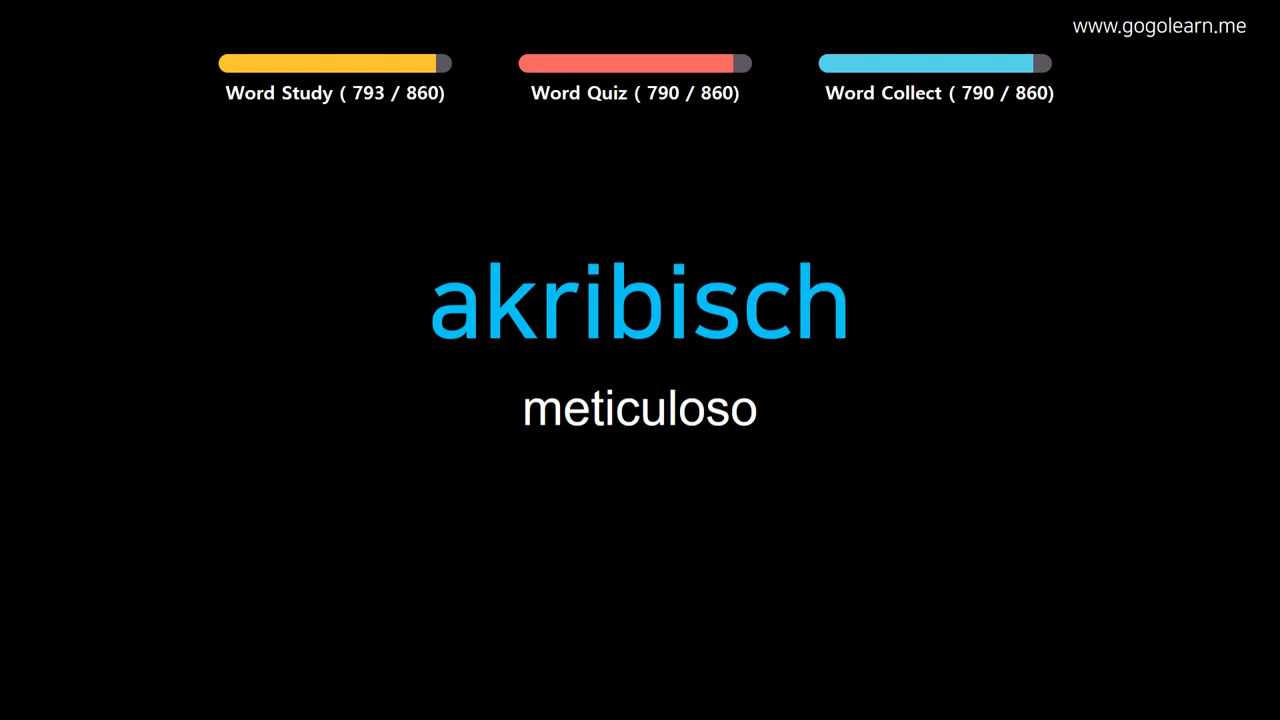 www.gogolearn.me
Word Study ( 793 / 860)
Word Quiz ( 790 / 860)
Word Collect ( 790 / 860)
akribisch
meticuloso